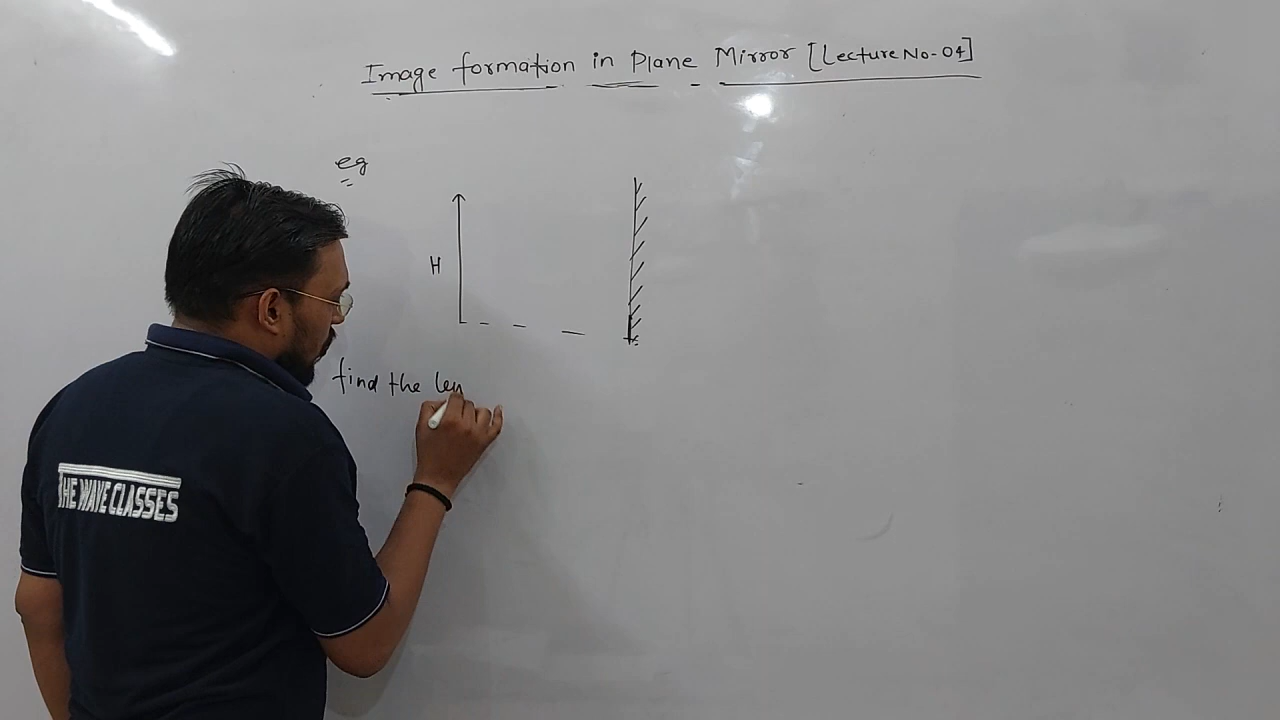 Image formation in Plane Mirror [Lecture No-04]
eg
H
find the len
THE WAVE CLASSES